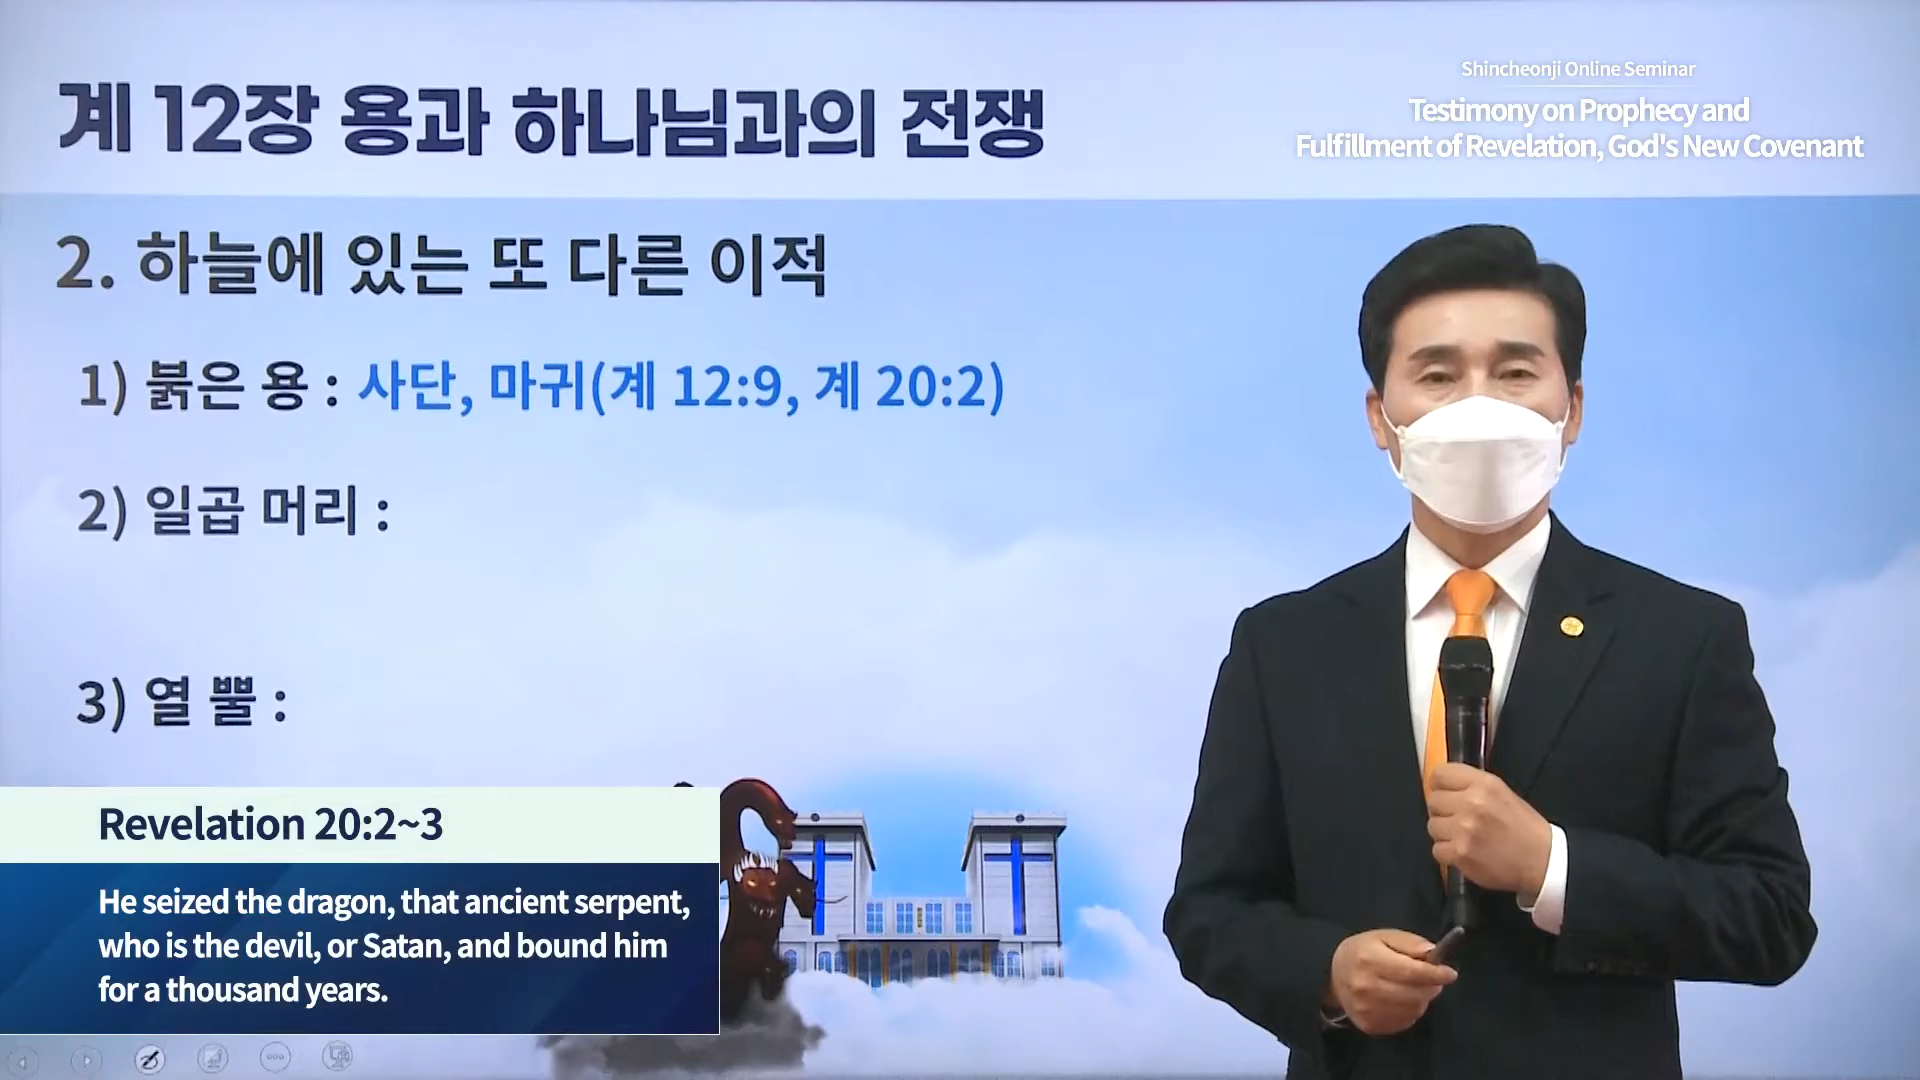 계 12장 용과 하나님과의 전쟁
Shincheonji Online Seminar
Testimony on Prophecy and
Fulfillment of Revelation, God's New Covenant
2. 하늘에 있는 또 다른 이적
1) 붉은 용 : 사단, 마귀(계 12:9, 계 20:2)
2) 일곱 머리 :
3) 열 뿔 :
Revelation 20:2~3
He seized the dragon, that ancient serpent,
who is the devil, or Satan, and bound him
for a thousand years.